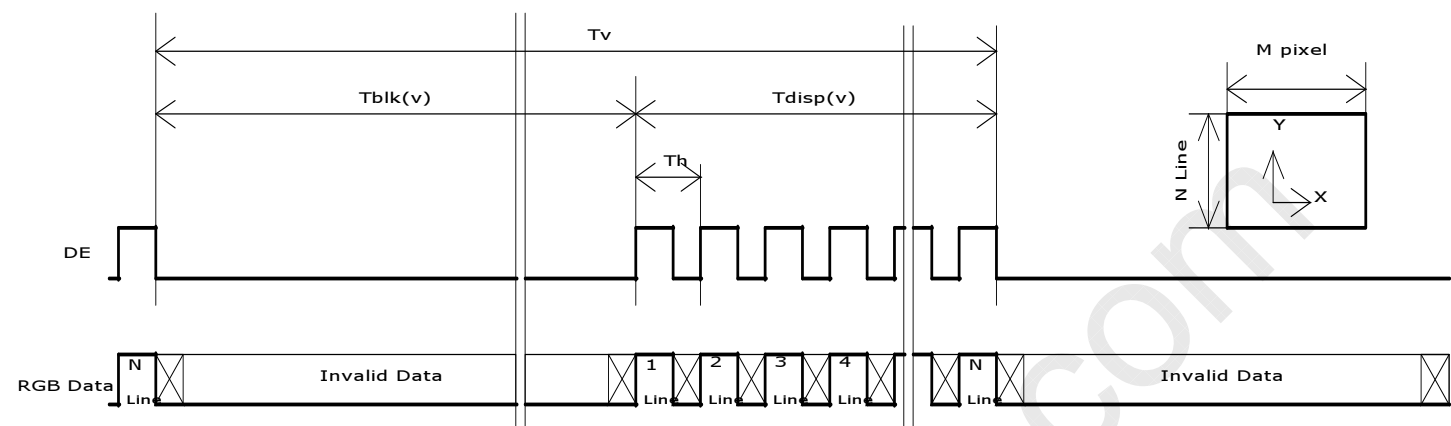 Tv
M pixel
Tblk(v)
Tdisp(v)
Y
Th
N Line
X
DE
N
1
2
3
4
N
RGB Data
Invalid Data
Invalid Data
Line
Line
Line
Line
Line
Line
com